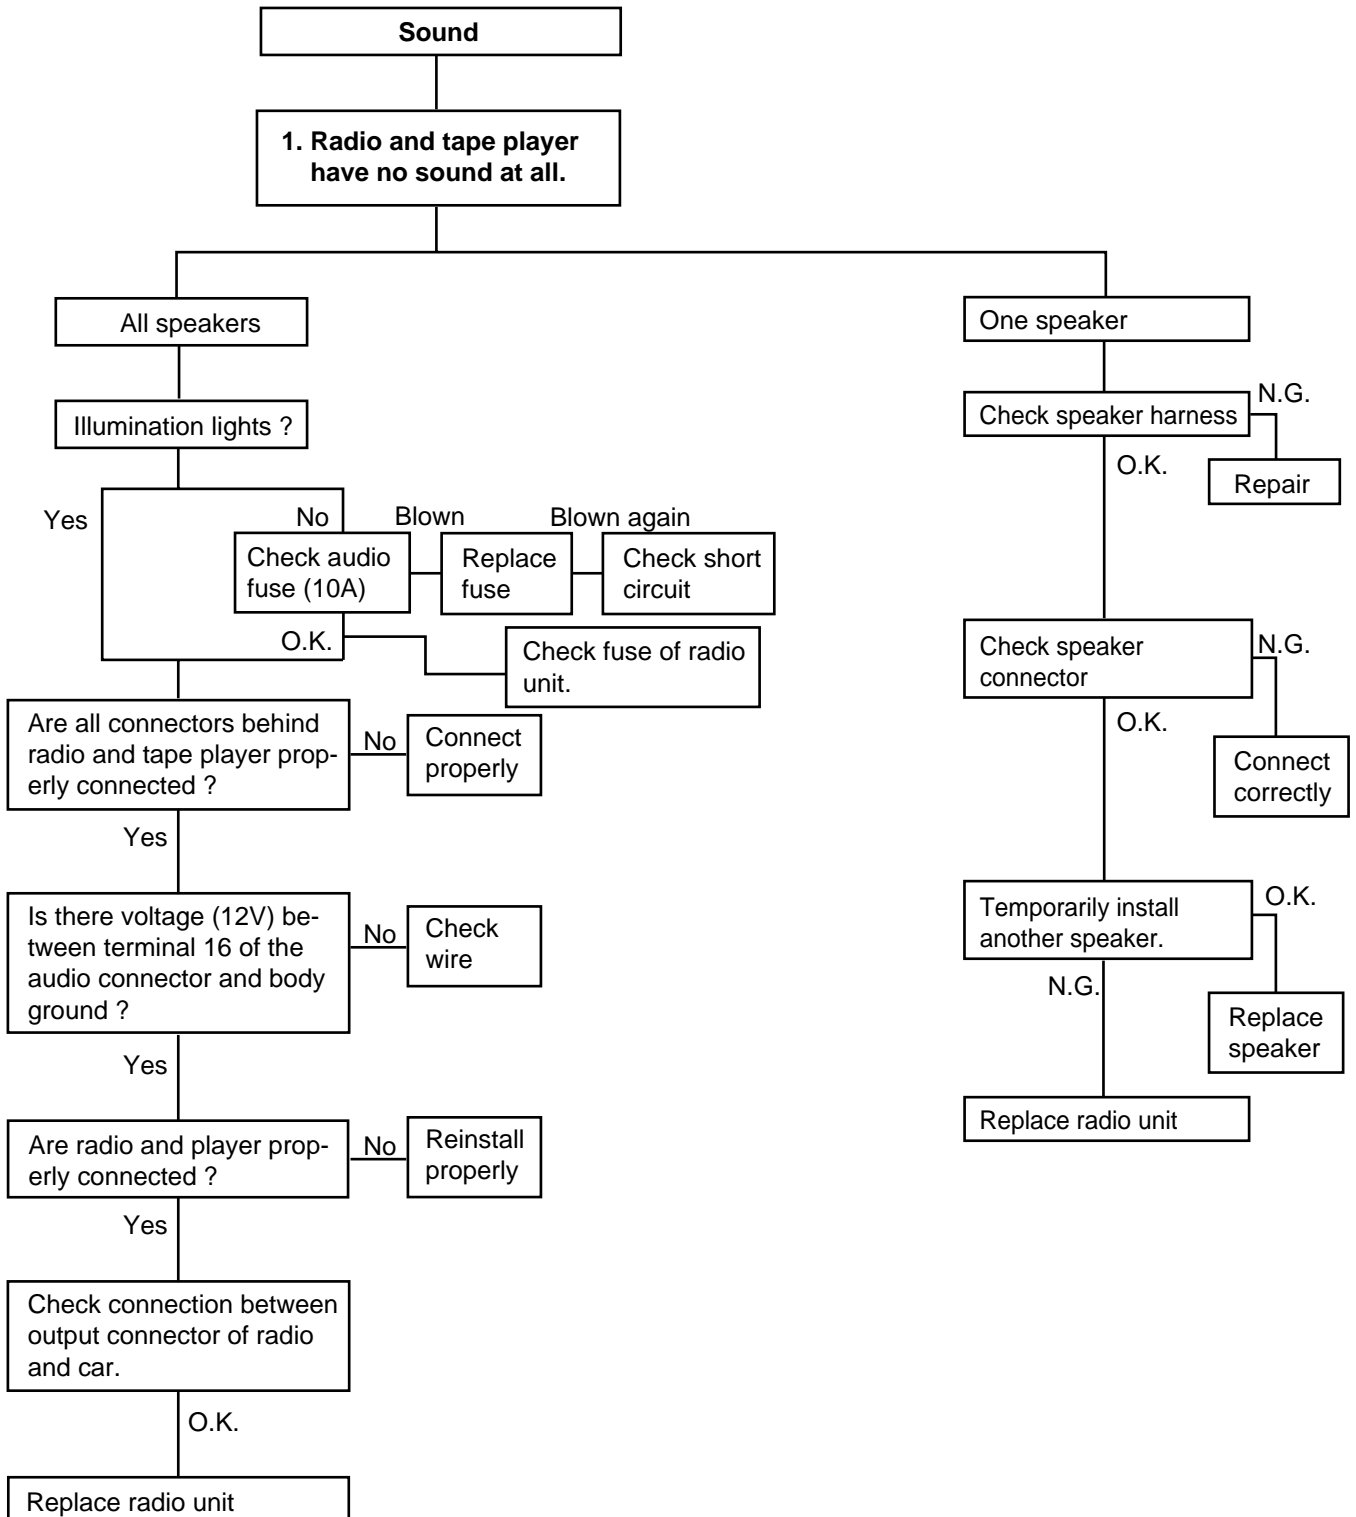 Sound
1. Radio and tape player
have no sound at all.
All speakers
Illumination lights ?
Yes
No
Blown
Blown again
Check audio
fuse (10A)
Replace
fuse
Check short
circuit
O.K.
Check fuse of radio
unit.
Are all connectors behind
radio and tape player prop-
erly connected ?
No
Connect
properly
Yes
Is there voltage (12V) be-
tween terminal 16 of the
audio connector and body
ground ?
No
Check
wire
Yes
Are radio and player prop-
erly connected ?
No
Reinstall
properly
Yes
Check connection between
output connector of radio
and car.
O.K.
Replace radio unit
One speaker
Check speaker harness
N.G.
Repair
O.K.
Check speaker
connector
N.G.
Connect
correctly
O.K.
Temporarily install
another speaker.
O.K.
Replace
speaker
N.G.
Replace radio unit